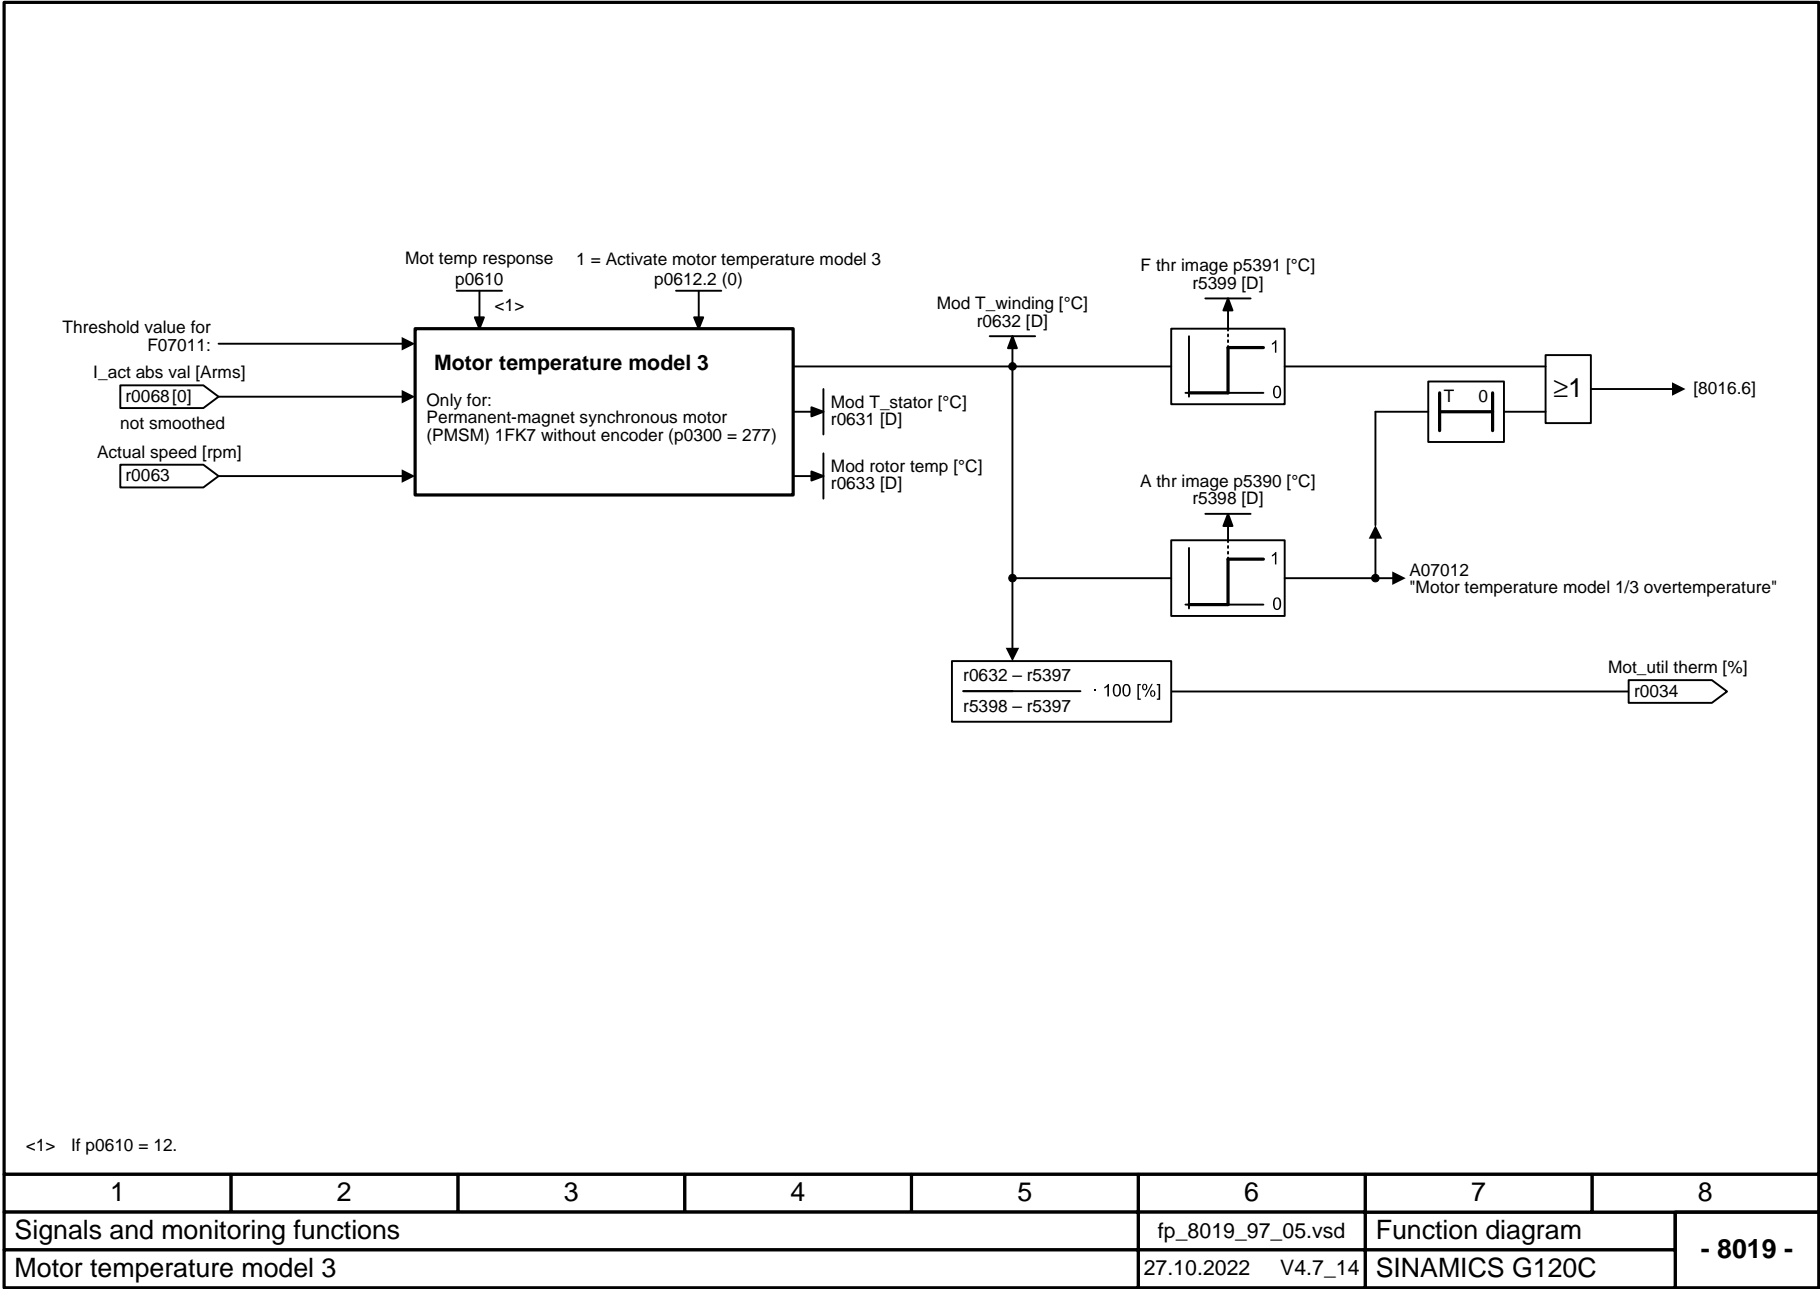 Mot temp response
p0610
<1>
1 = Activate motor temperature model 3
p0612.2 (0)
Threshold value for
F07011:
I_act abs val [Arms]
r0068 [0]
not smoothed
Actual speed [rpm]
r0063
Motor temperature model 3
Only for:
Permanent-magnet synchronous motor
(PMSM) 1FK7 without encoder (p0300 = 277)
Mod T_stator [°C]
r0631 [D]
Mod rotor temp [°C]
r0633 [D]
Mod T_winding [°C]
r0632 [D]
F thr image p5391 [°C]
r5399 [D]
1
0
T 0
≥1
[8016.6]
A thr image p5390 [°C]
r5398 [D]
1
0
A07012
"Motor temperature model 1/3 overtemperature"
r0632 – r5397
r5398 – r5397
· 100 [%]
Mot_util therm [%]
r0034
<1> If p0610 = 12.
1 2 3 4 5 6 7 8
Signals and monitoring functions
fp_8019_97_05.vsd
Function diagram
- 8019 -
Motor temperature model 3
27.10.2022 V4.7_14
SINAMICS G120C